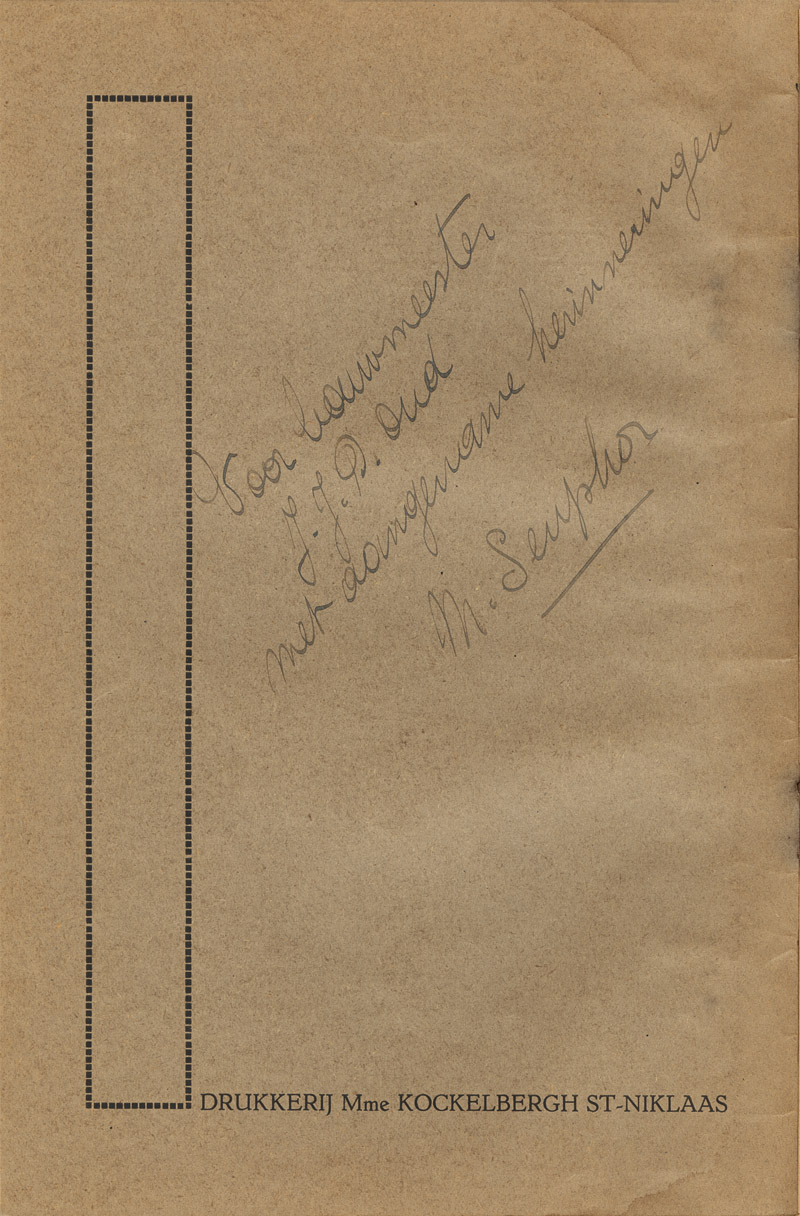 Voor bouwmeester
J.J.P. oud
met aangename herinneringen
M. Seuphor
DRUKKERIJ Mme KOCKELBERGH ST-NIKLAAS